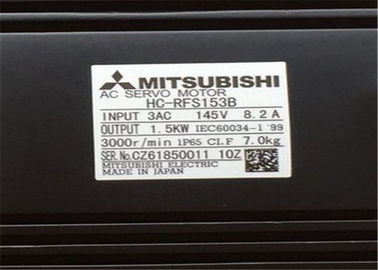 MITSUBISHI
AC SERVO MOTOR
HC-RFS153B
INPUT 3AC 145V 8.2A
OUTPUT 1.5KW IEC60034-1 '99
3000r/min IP65 CI.F 7.0kg
SER.No.CZ61850011 10Z
MITSUBISHI ELECTRIC
MADE IN JAPAN